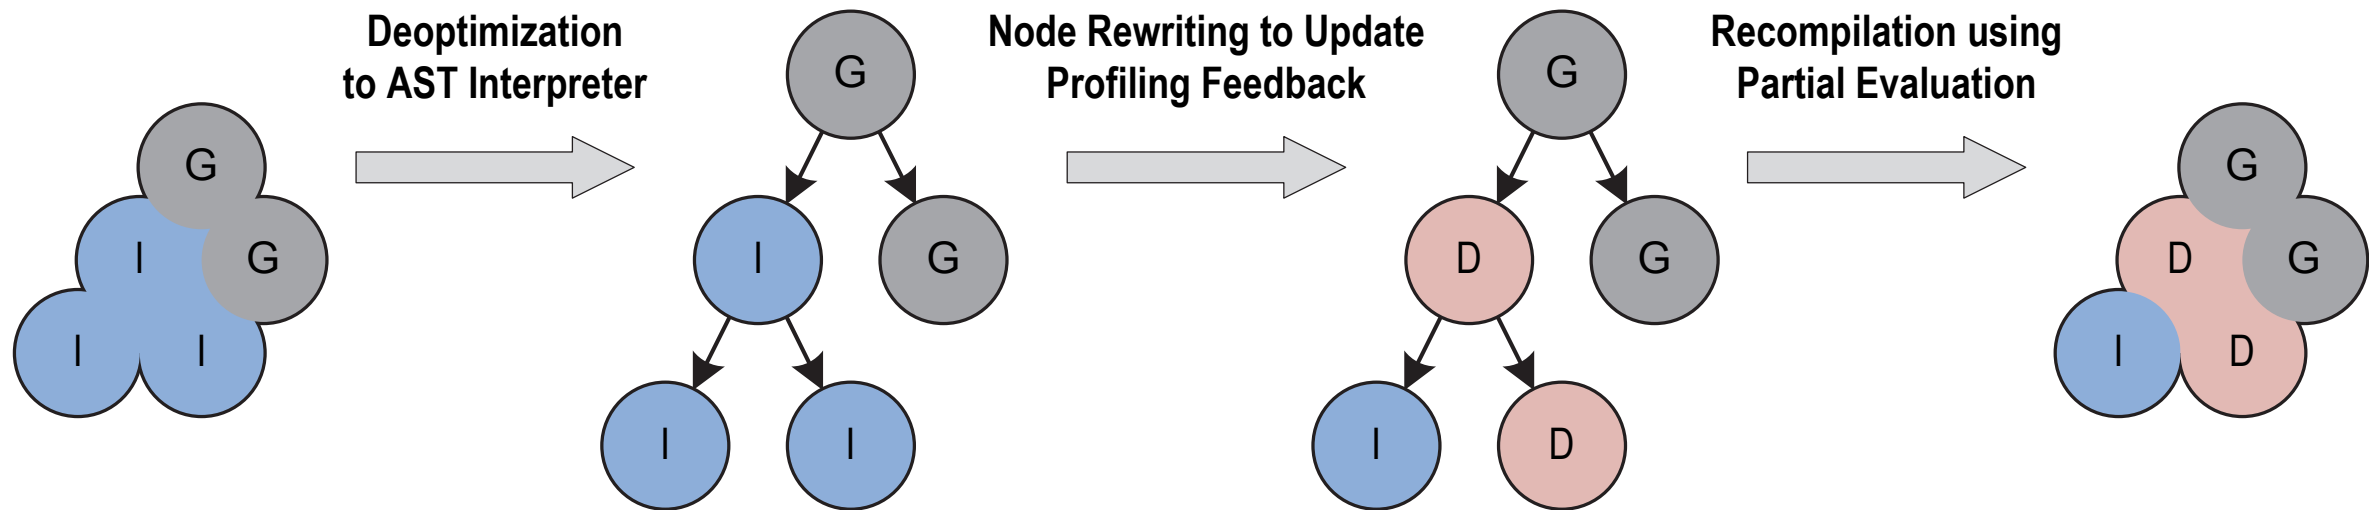 Deoptimization
to AST Interpreter
Node Rewriting to Update
Profiling Feedback
Recompilation using
Partial Evaluation
G
I G
I I
G
I G
I I
G
D G
I D
G
D G
I D